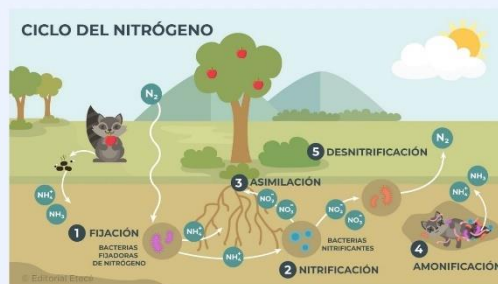 CICLO DEL NITRÓGENO
N₂
NH₄⁺
NH₃
1 FIJACIÓN
BACTERIAS
FIJADORAS
DE NITRÓGENO
NH₄⁺
NH₄⁺
3 ASIMILACIÓN
NO₃⁻
NO₃⁻
2 NITRIFICACIÓN
BACTERIAS
NITRIFICANTES
NO₃⁻
NO₃⁻
5 DESNITRIFICACIÓN
N₂
NH₃
NH₄⁺
4
AMONIFICACIÓN
© Editorial Etecé